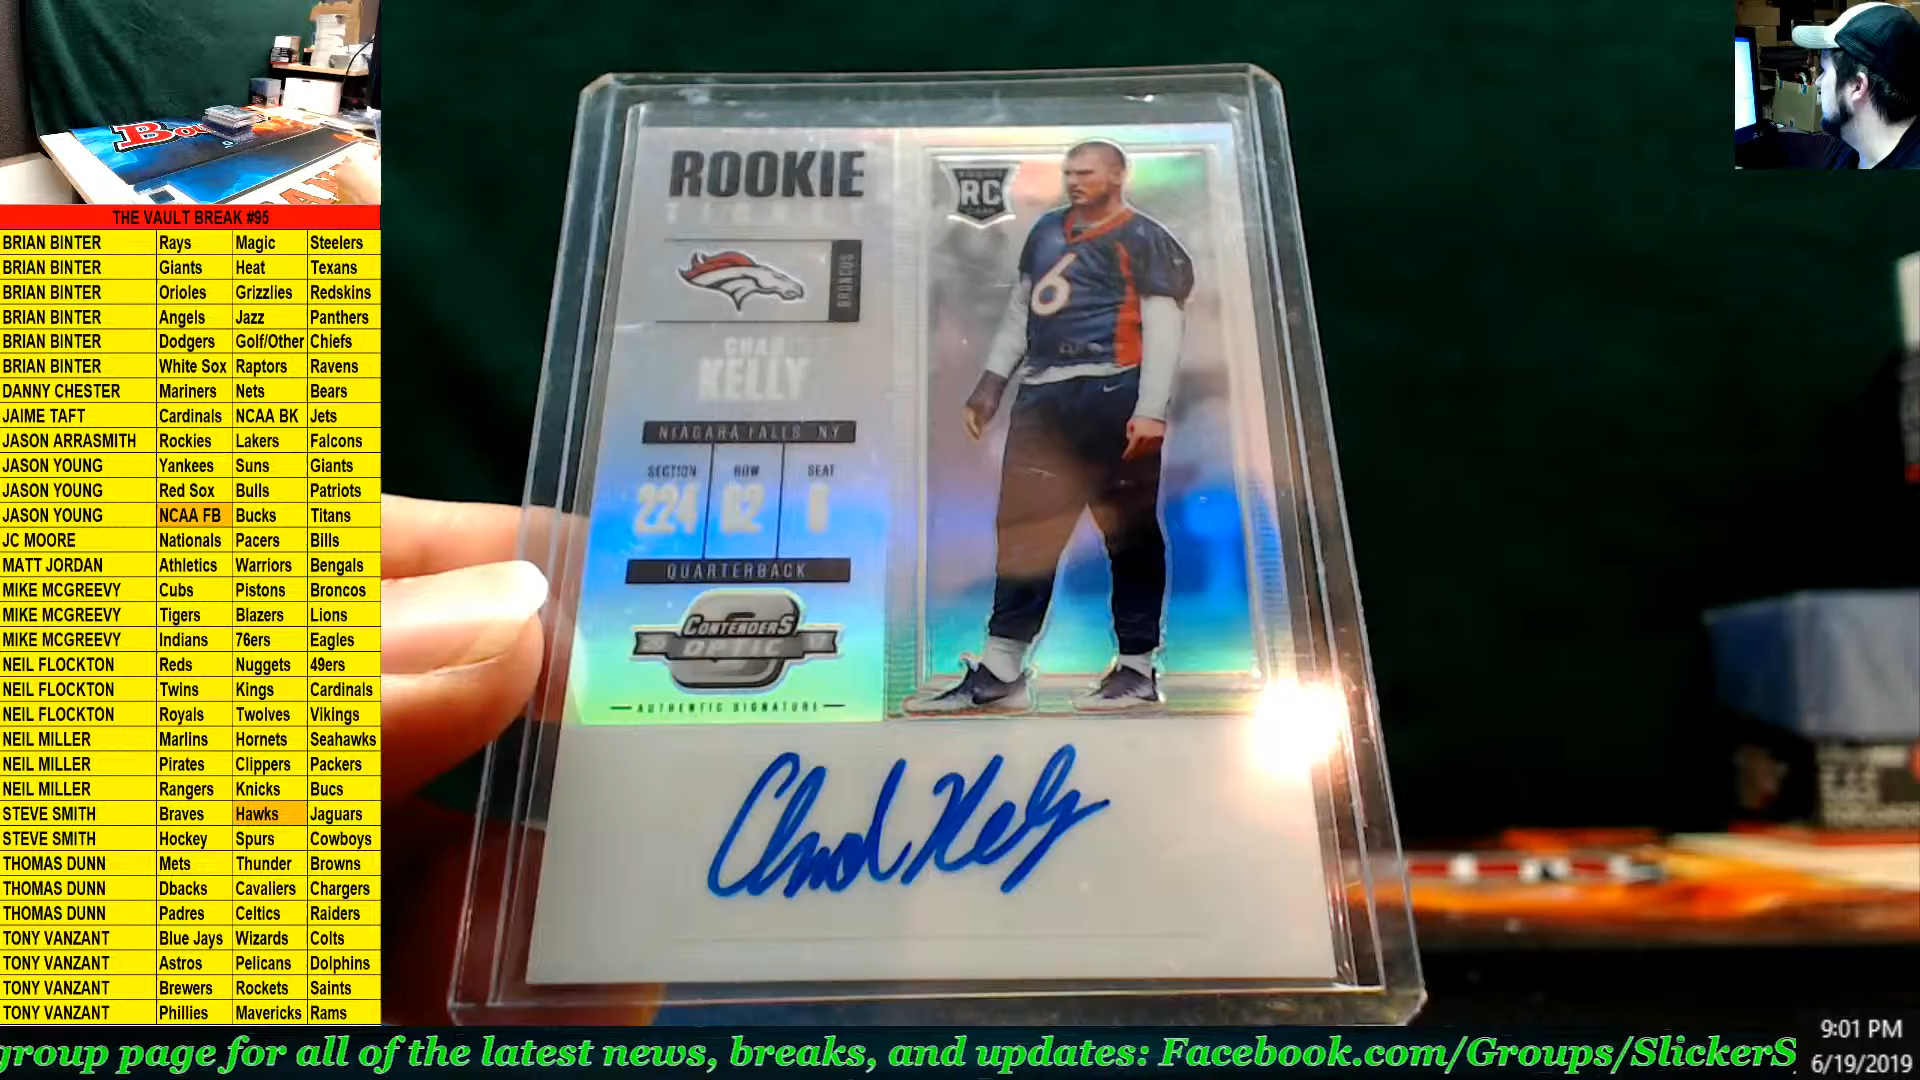 THE VAULT BREAK #95
BRIAN BINTER Rays Magic Steelers
BRIAN BINTER Giants Heat Texans
BRIAN BINTER Orioles Grizzlies Redskins
BRIAN BINTER Angels Jazz Panthers
BRIAN BINTER Dodgers Golf/Other Chiefs
BRIAN BINTER White Sox Raptors Ravens
DANNY CHESTER Mariners Nets Bears
JAIME TAFT Cardinals NCAA BK Jets
JASON ARRASMITH Rockies Lakers Falcons
JASON YOUNG Yankees Suns Giants
JASON YOUNG Red Sox Bulls Patriots
JASON YOUNG NCAA FB Bucks Titans
JC MOORE Nationals Pacers Bills
MATT JORDAN Athletics Warriors Bengals
MIKE MCGREEVY Cubs Pistons Broncos
MIKE MCGREEVY Tigers Blazers Lions
MIKE MCGREEVY Indians 76ers Eagles
NEIL FLOCKTON Reds Nuggets 49ers
NEIL FLOCKTON Twins Kings Cardinals
NEIL FLOCKTON Royals Twolves Vikings
NEIL MILLER Marlins Hornets Seahawks
NEIL MILLER Pirates Clippers Packers
NEIL MILLER Rangers Knicks Bucs
STEVE SMITH Braves Hawks Jaguars
STEVE SMITH Hockey Spurs Cowboys
THOMAS DUNN Mets Thunder Browns
THOMAS DUNN Dbacks Cavaliers Chargers
THOMAS DUNN Padres Celtics Raiders
TONY VANZANT Blue Jays Wizards Colts
TONY VANZANT Astros Pelicans Dolphins
TONY VANZANT Brewers Rockets Saints
TONY VANZANT Phillies Mavericks Rams
ROOKIE
TICKET
RC
BRONCOS
CHAD
KELLY
NIAGARA FALLS NY
SECTION ROW SEAT
224 02 6
QUARTERBACK
CONTENDERS
20 17
OPTIC
AUTHENTIC SIGNATURE
6
Chad Kelly
group page for all of the latest news, breaks, and updates: Facebook.com/Groups/SlickerS
9:01 PM
6/19/2019